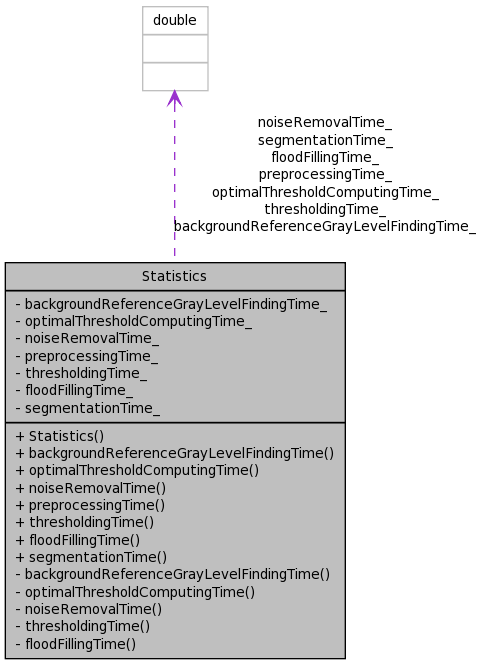 double
noiseRemovalTime_
segmentationTime_
floodFillingTime_
preprocessingTime_
optimalThresholdComputingTime_
thresholdingTime_
backgroundReferenceGrayLevelFindingTime_
Statistics
- backgroundReferenceGrayLevelFindingTime_
- optimalThresholdComputingTime_
- noiseRemovalTime_
- preprocessingTime_
- thresholdingTime_
- floodFillingTime_
- segmentationTime_
+ Statistics()
+ backgroundReferenceGrayLevelFindingTime()
+ optimalThresholdComputingTime()
+ noiseRemovalTime()
+ preprocessingTime()
+ thresholdingTime()
+ floodFillingTime()
+ segmentationTime()
- backgroundReferenceGrayLevelFindingTime()
- optimalThresholdComputingTime()
- noiseRemovalTime()
- thresholdingTime()
- floodFillingTime()